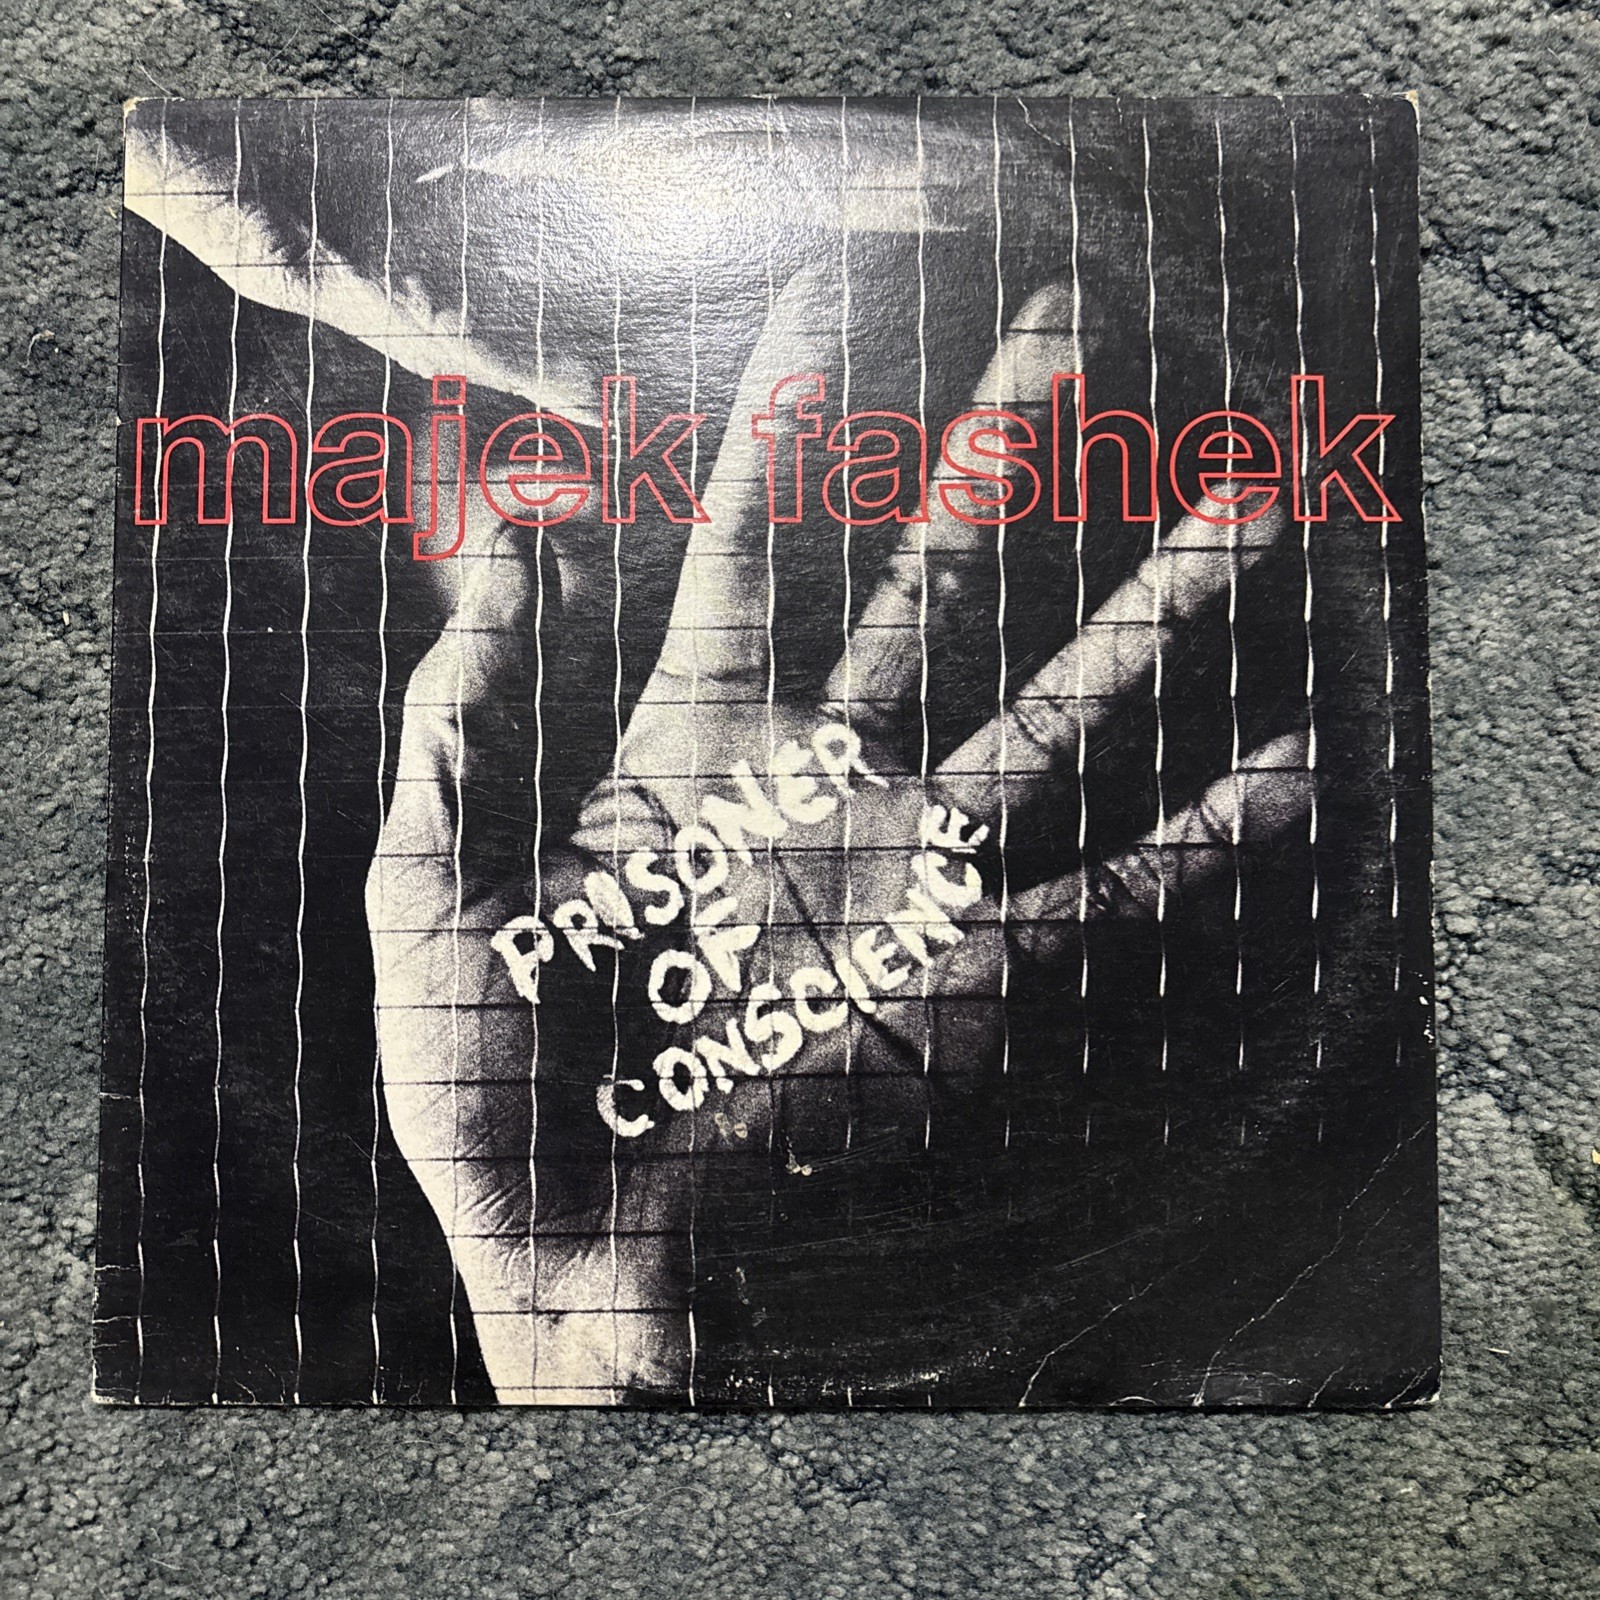 majek fashek
PRISONER
OF
CONSCIENCE